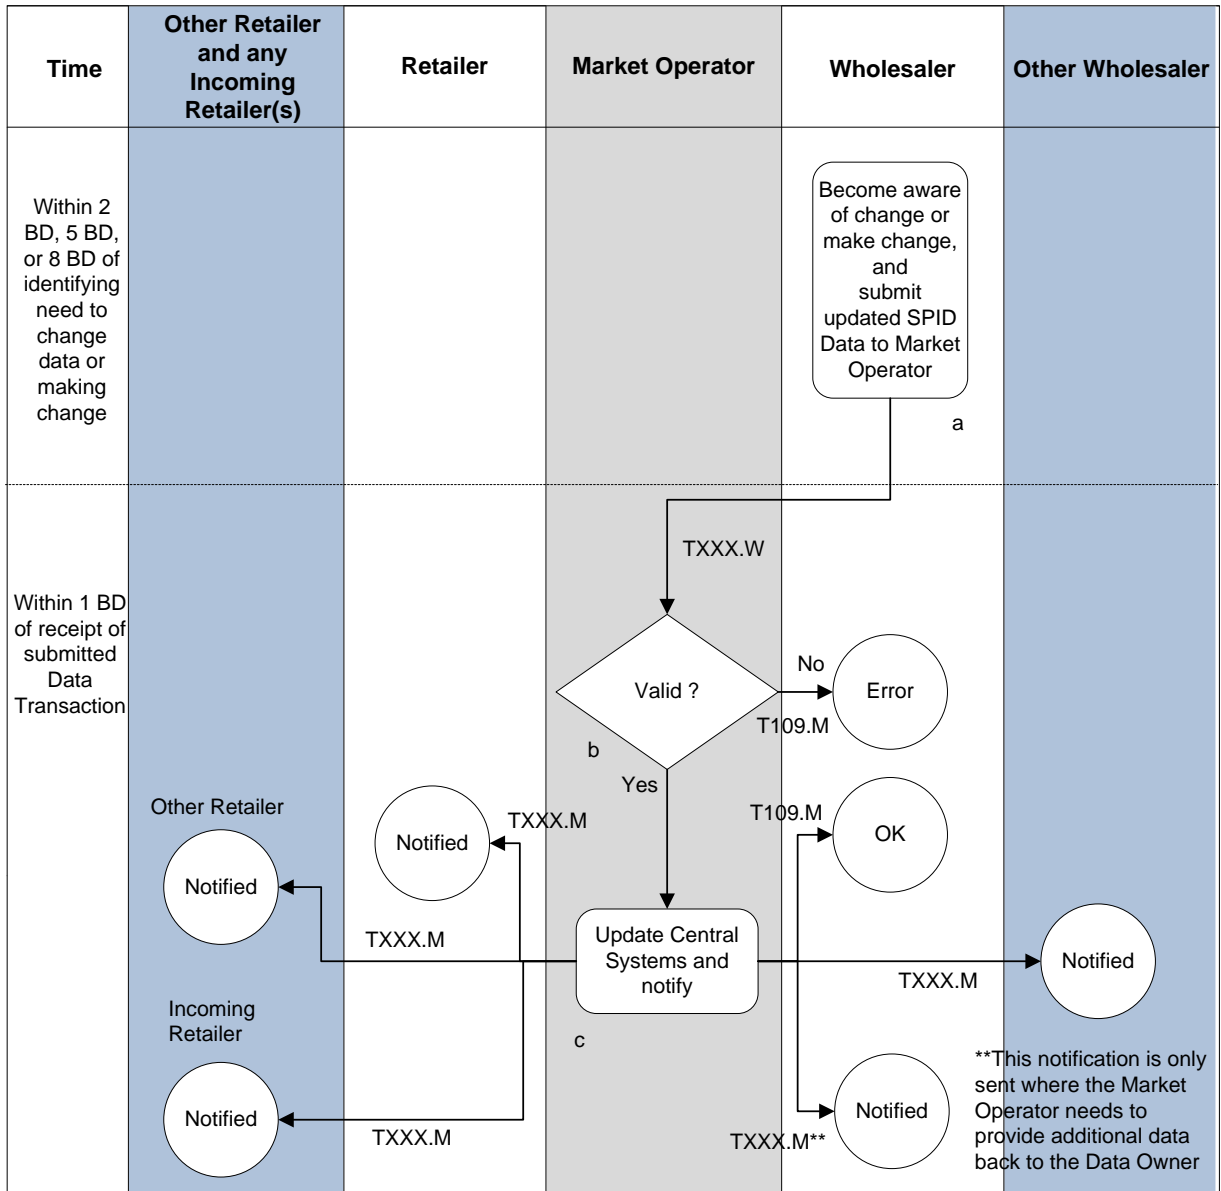 Time
Other Retailer
and any
Incoming
Retailer(s)
Retailer
Market Operator
Wholesaler
Other Wholesaler
Within 2
BD, 5 BD,
or 8 BD of
identifying
need to
change
data or
making
change
Become aware
of change or
make change,
and
submit
updated SPID
Data to Market
Operator
a
TXXX.W
Within 1 BD
of receipt of
submitted
Data
Transaction
Valid ?
No
Error
T109.M
b
Yes
T109.M
OK
Other Retailer
Notified
TXXX.M
Notified
TXXX.M
Update Central
Systems and
notify
c
TXXX.M
Notified
Incoming
Retailer
Notified
TXXX.M
Notified
TXXX.M**
**This notification is only
sent where the Market
Operator needs to
provide additional data
back to the Data Owner